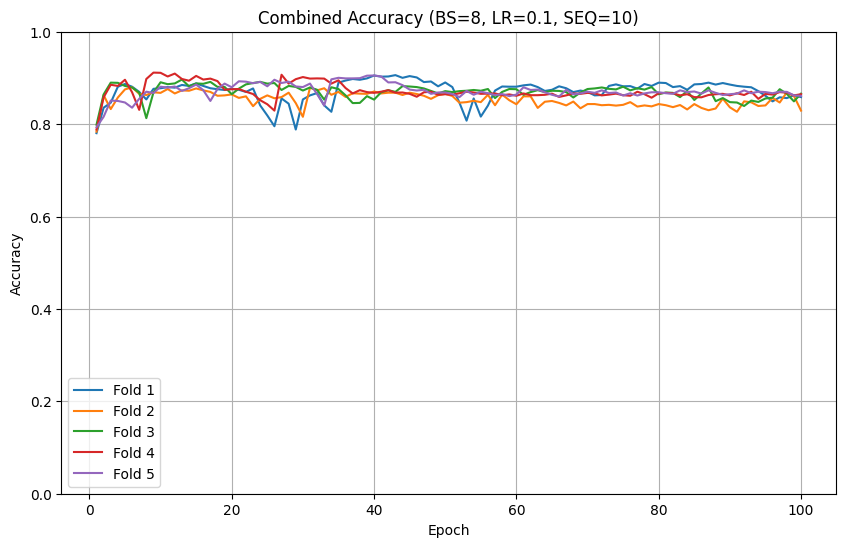 Combined Accuracy (BS=8, LR=0.1, SEQ=10)
1.0
0.8
0.6
0.4
0.2
0.0
Accuracy
Fold 1
Fold 2
Fold 3
Fold 4
Fold 5
0 20 40 60 80 100
Epoch